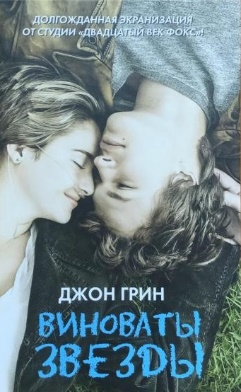 ДОЛГОЖДАННАЯ ЭКРАНИЗАЦИЯ
ОТ СТУДИИ «ДВАДЦАТЫЙ ВЕК ФОКС»!
ДЖОН ГРИН
ВИНОВАТЫ
ЗВЕЗДЫ